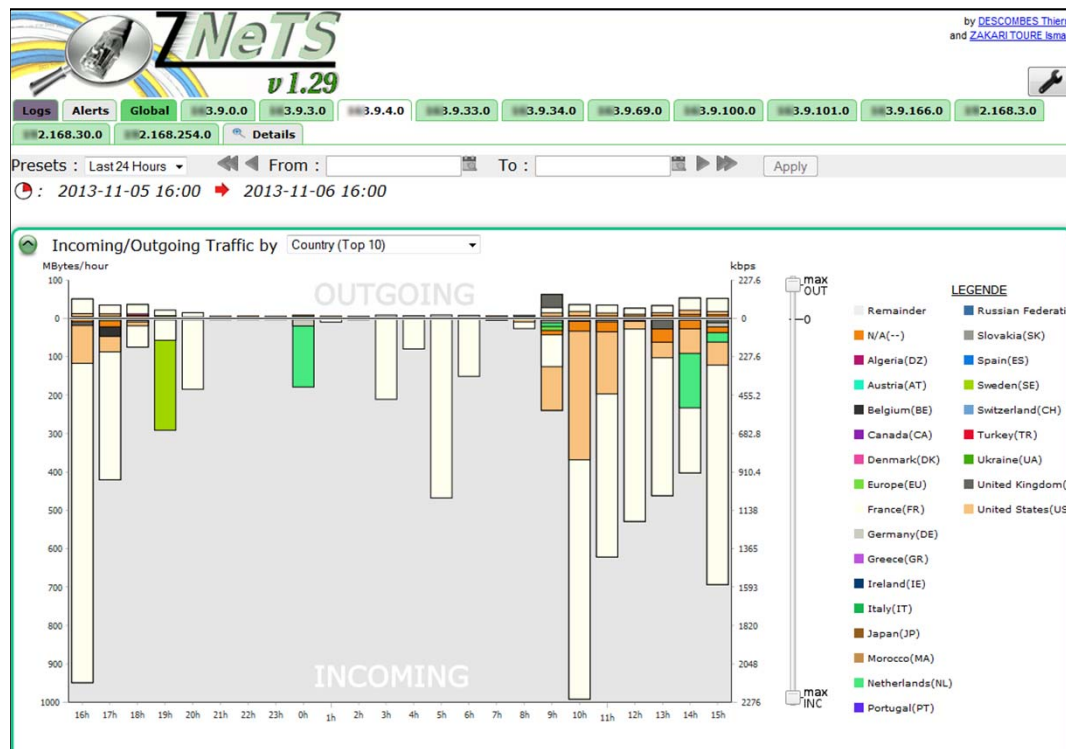 ZNeTS
v 1.29
by DESCOMBES Thierr
and ZAKARI TOURE Isma
Logs Alerts Global 3.9.0.0 3.9.3.0 3.9.4.0 3.9.33.0 3.9.34.0 3.9.69.0 3.9.100.0 3.9.101.0 3.9.166.0 2.168.3.0
2.168.30.0 2.168.254.0 Details
Presets : Last 24 Hours From : To : Apply
: 2013-11-05 16:00 2013-11-06 16:00
Incoming/Outgoing Traffic by Country (Top 10)
MBytes/hour kbps
OUTGOING
INCOMING
100 227.6
0 0
100 227.6
200 455.2
300 682.8
400 910.4
500 1138
600 1365
700 1593
800 1820
900 2048
1000 2276
16h 17h 18h 19h 20h 21h 22h 23h 0h 1h 2h 3h 4h 5h 6h 7h 8h 9h 10h 11h 12h 13h 14h 15h
max
OUT
0
max
INC
LEGENDE
Remainder Russian Federati
N/A(--) Slovakia(SK)
Algeria(DZ) Spain(ES)
Austria(AT) Sweden(SE)
Belgium(BE) Switzerland(CH)
Canada(CA) Turkey(TR)
Denmark(DK) Ukraine(UA)
Europe(EU) United Kingdom(
France(FR) United States(US
Germany(DE)
Greece(GR)
Ireland(IE)
Italy(IT)
Japan(JP)
Morocco(MA)
Netherlands(NL)
Portugal(PT)